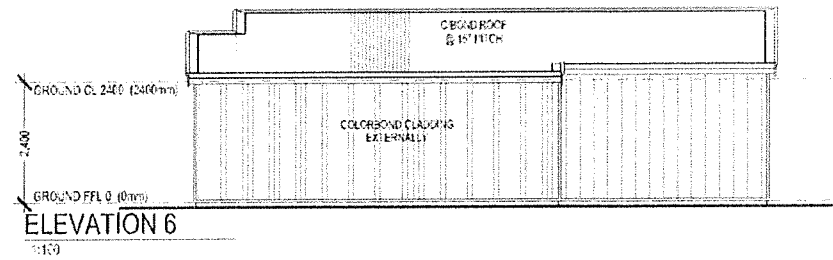 C'BOND ROOF
@ 15° PITCH
GROUND CL 2400 (2400mm)
COLORBOND CLADDING
EXTERNALLY
2,400
GROUND FFL 0 (0mm)
ELEVATION 6
1:100